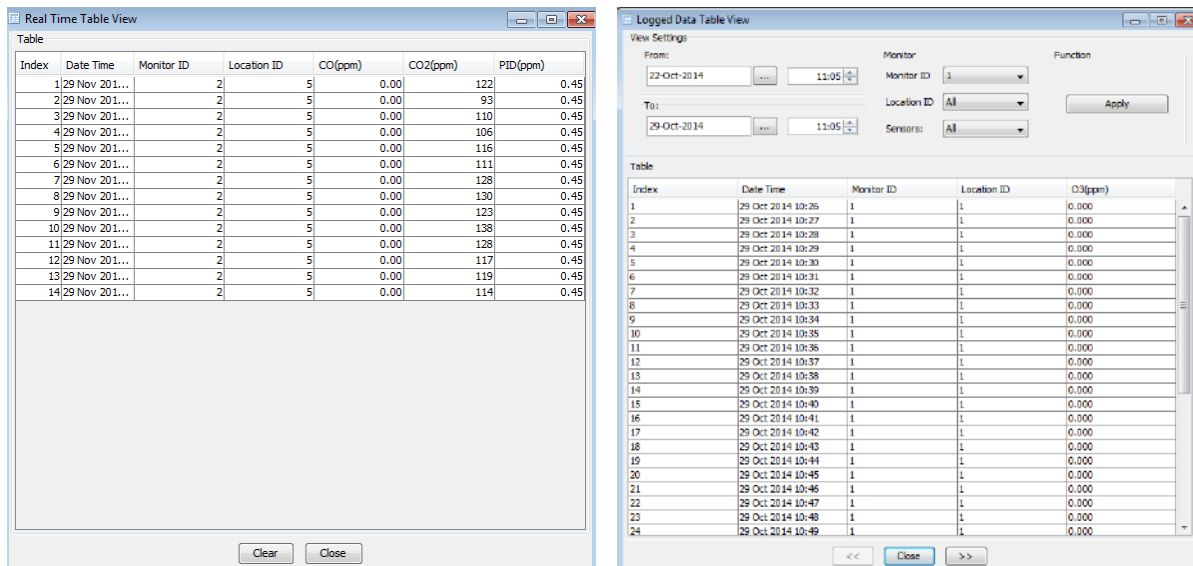 Real Time Table View
Table
Index Date Time Monitor ID Location ID CO(ppm) CO2(ppm) PID(ppm)
1 29 Nov 201... 2 5 0.00 122 0.45
2 29 Nov 201... 2 5 0.00 93 0.45
3 29 Nov 201... 2 5 0.00 110 0.45
4 29 Nov 201... 2 5 0.00 106 0.45
5 29 Nov 201... 2 5 0.00 116 0.45
6 29 Nov 201... 2 5 0.00 111 0.45
7 29 Nov 201... 2 5 0.00 128 0.45
8 29 Nov 201... 2 5 0.00 130 0.45
9 29 Nov 201... 2 5 0.00 123 0.45
10 29 Nov 201... 2 5 0.00 138 0.45
11 29 Nov 201... 2 5 0.00 128 0.45
12 29 Nov 201... 2 5 0.00 117 0.45
13 29 Nov 201... 2 5 0.00 119 0.45
14 29 Nov 201... 2 5 0.00 114 0.45
Clear Close
Logged Data Table View
View Settings
From: Monitor Function
22-Oct-2014 ... 11:05 Monitor ID 1
To: Location ID All Apply
29-Oct-2014 ... 11:05 Sensors: All
Table
Index Date Time Monitor ID Location ID O3(ppm)
1 29 Oct 2014 10:26 1 1 0.000
2 29 Oct 2014 10:27 1 1 0.000
3 29 Oct 2014 10:28 1 1 0.000
4 29 Oct 2014 10:29 1 1 0.000
5 29 Oct 2014 10:30 1 1 0.000
6 29 Oct 2014 10:31 1 1 0.000
7 29 Oct 2014 10:32 1 1 0.000
8 29 Oct 2014 10:33 1 1 0.000
9 29 Oct 2014 10:34 1 1 0.000
10 29 Oct 2014 10:35 1 1 0.000
11 29 Oct 2014 10:36 1 1 0.000
12 29 Oct 2014 10:37 1 1 0.000
13 29 Oct 2014 10:38 1 1 0.000
14 29 Oct 2014 10:39 1 1 0.000
15 29 Oct 2014 10:40 1 1 0.000
16 29 Oct 2014 10:41 1 1 0.000
17 29 Oct 2014 10:42 1 1 0.000
18 29 Oct 2014 10:43 1 1 0.000
19 29 Oct 2014 10:44 1 1 0.000
20 29 Oct 2014 10:45 1 1 0.000
21 29 Oct 2014 10:46 1 1 0.000
22 29 Oct 2014 10:47 1 1 0.000
23 29 Oct 2014 10:48 1 1 0.000
24 29 Oct 2014 10:49 1 1 0.000
<< Close >>